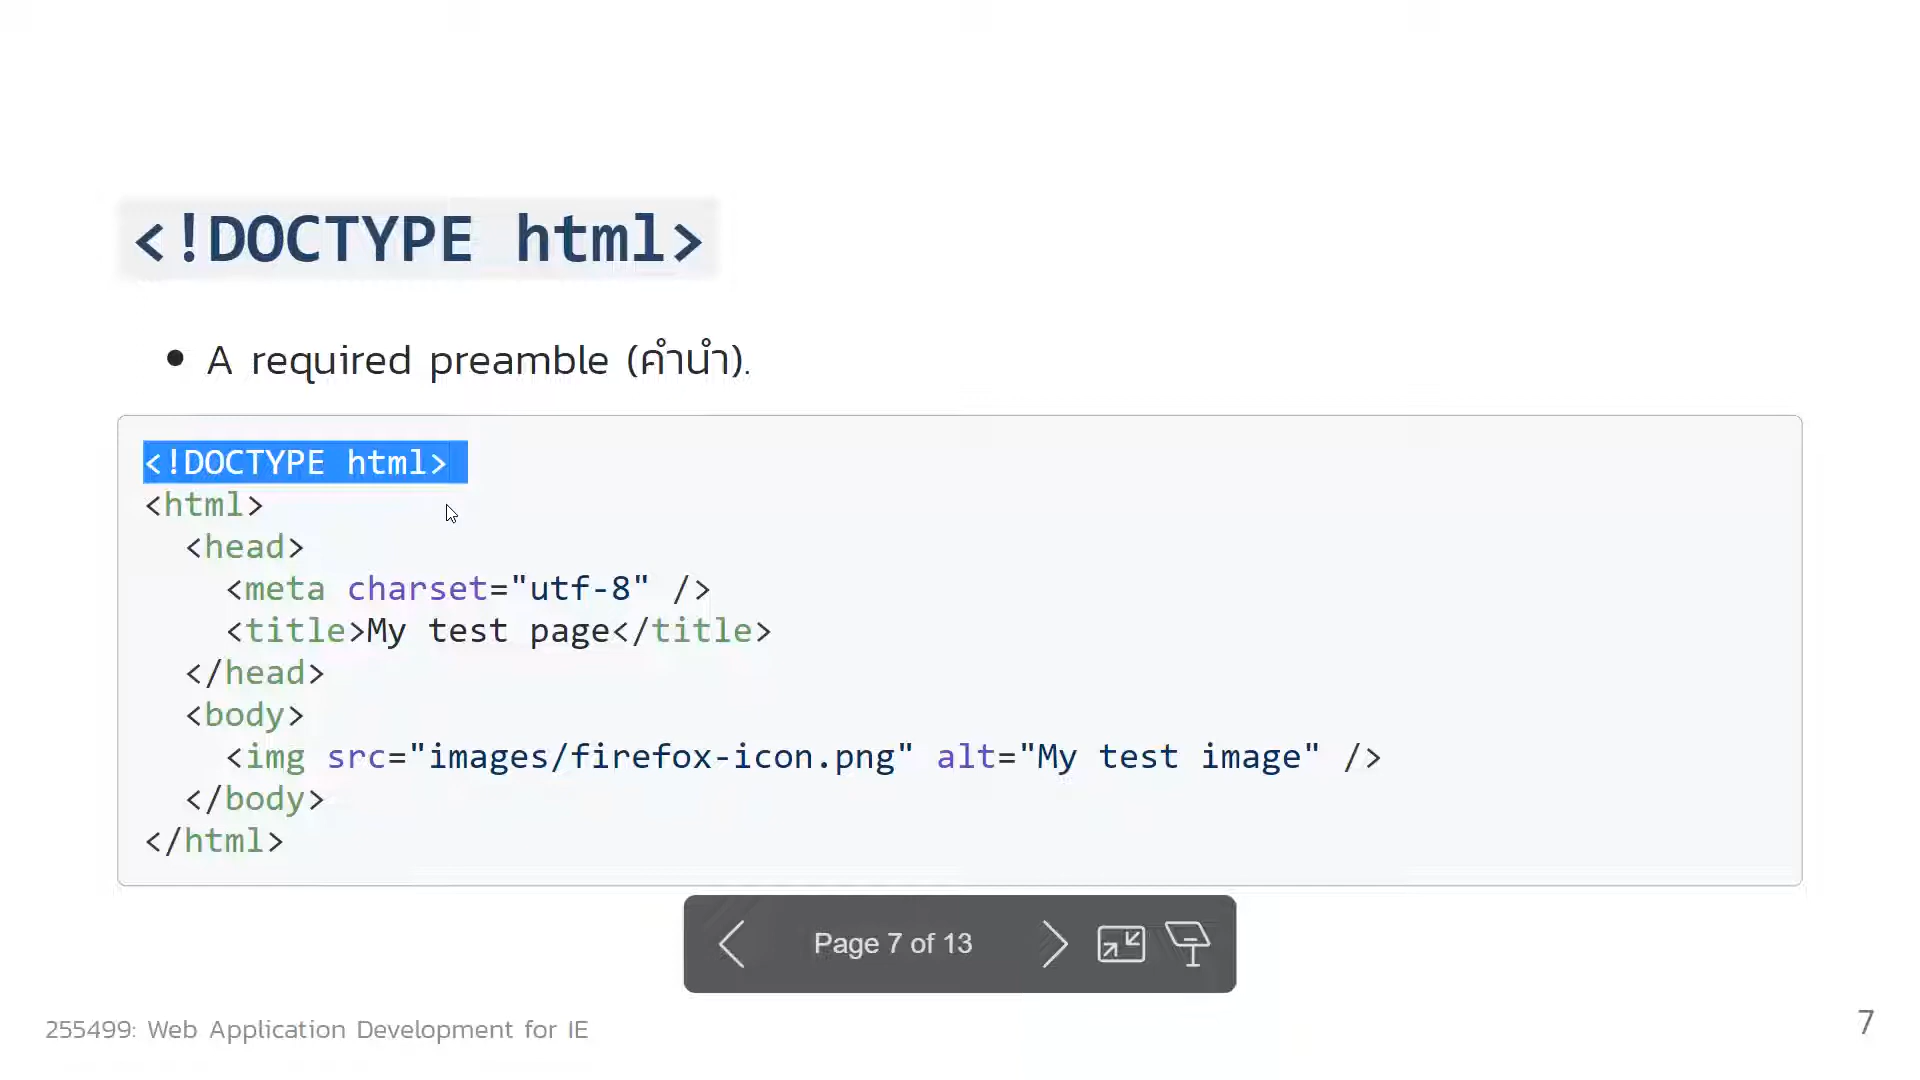 <!DOCTYPE html>
• A required preamble (คำนำ).
<!DOCTYPE html>
<html>
  <head>
    <meta charset="utf-8" />
    <title>My test page</title>
  </head>
  <body>
    <img src="images/firefox-icon.png" alt="My test image" />
  </body>
</html>
Page 7 of 13
255499: Web Application Development for IE
7